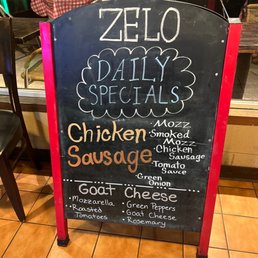 ZELO
DAILY
SPECIALS
Chicken
Sausage
· Mozz
· Smoked
Mozz
· Chicken
Sausage
· Tomato
Sauce
· Green
Onion
Goat Cheese
• Mozzarella
• Roasted
Tomatoes
• Green Peppers
• Goat Cheese
• Rosemary